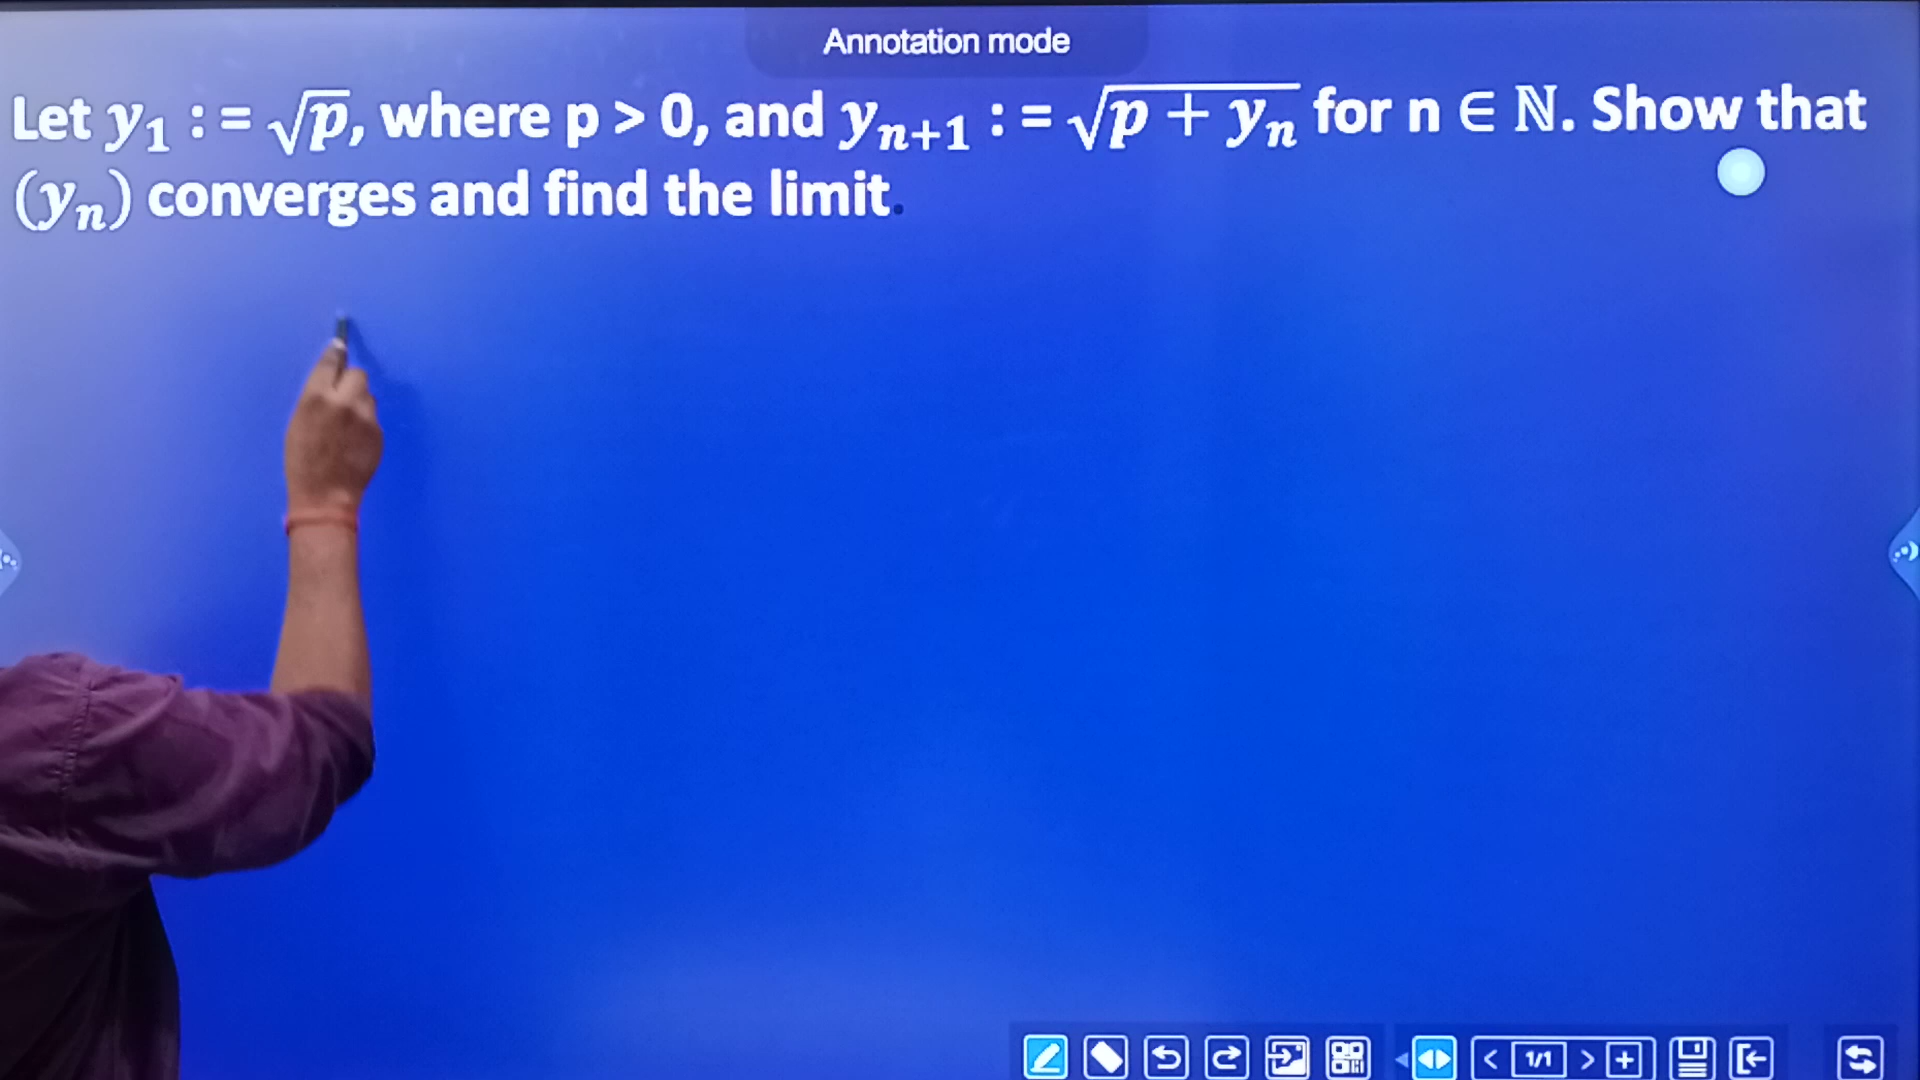 Annotation mode
Let y₁ := √p, where p > 0, and yₙ₊₁ := √(p + yₙ) for n ∈ ℕ. Show that
(yₙ) converges and find the limit.
1/1